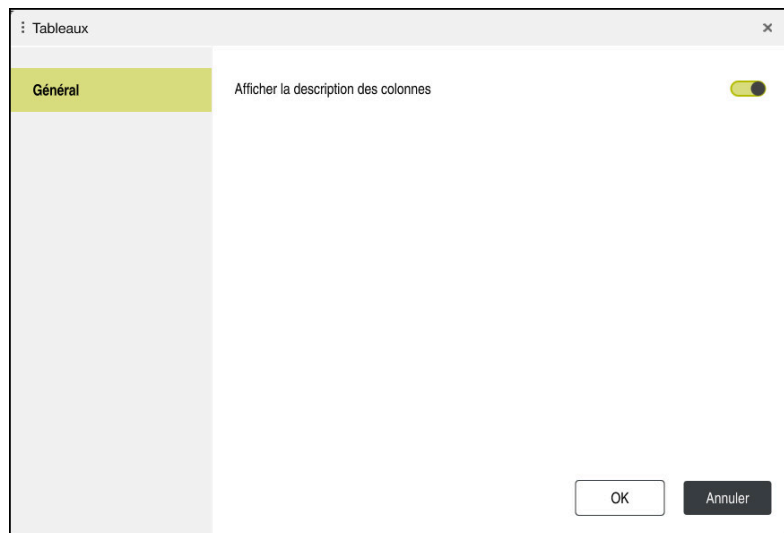 Tableaux
Général
Afficher la description des colonnes
OK
Annuler